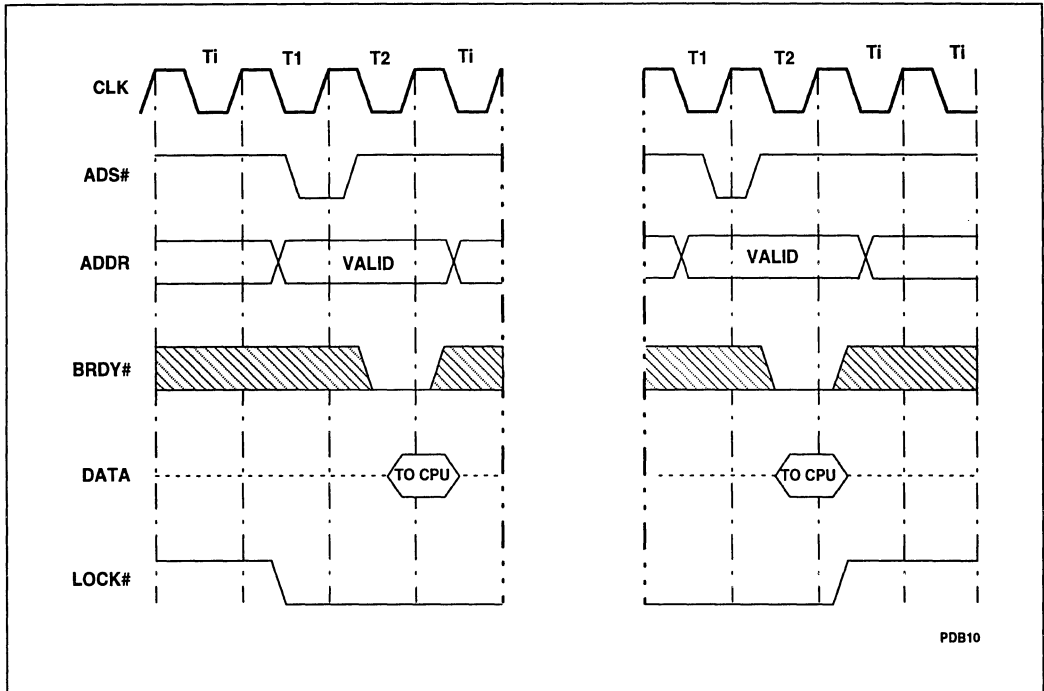 Ti T1 T2 Ti T1 T2 Ti Ti
CLK
ADS#
ADDR VALID VALID
BRDY#
DATA TO CPU TO CPU
LOCK#
PDB10